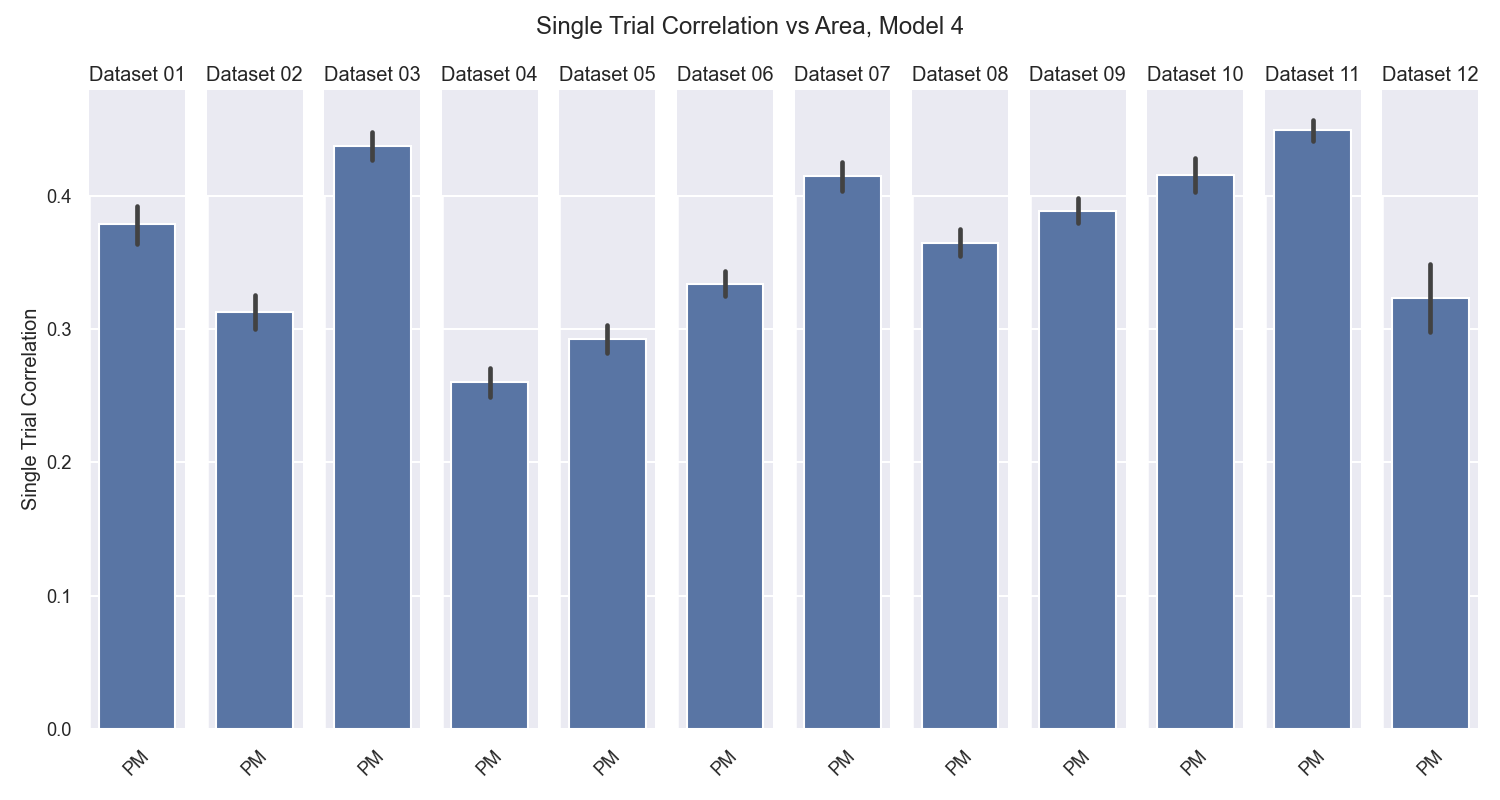 Single Trial Correlation vs Area, Model 4
Dataset 01
Dataset 02
Dataset 03
Dataset 04
Dataset 05
Dataset 06
Dataset 07
Dataset 08
Dataset 09
Dataset 10
Dataset 11
Dataset 12
Single Trial Correlation
0.4
0.3
0.2
0.1
0.0
PM
PM
PM
PM
PM
PM
PM
PM
PM
PM
PM
PM